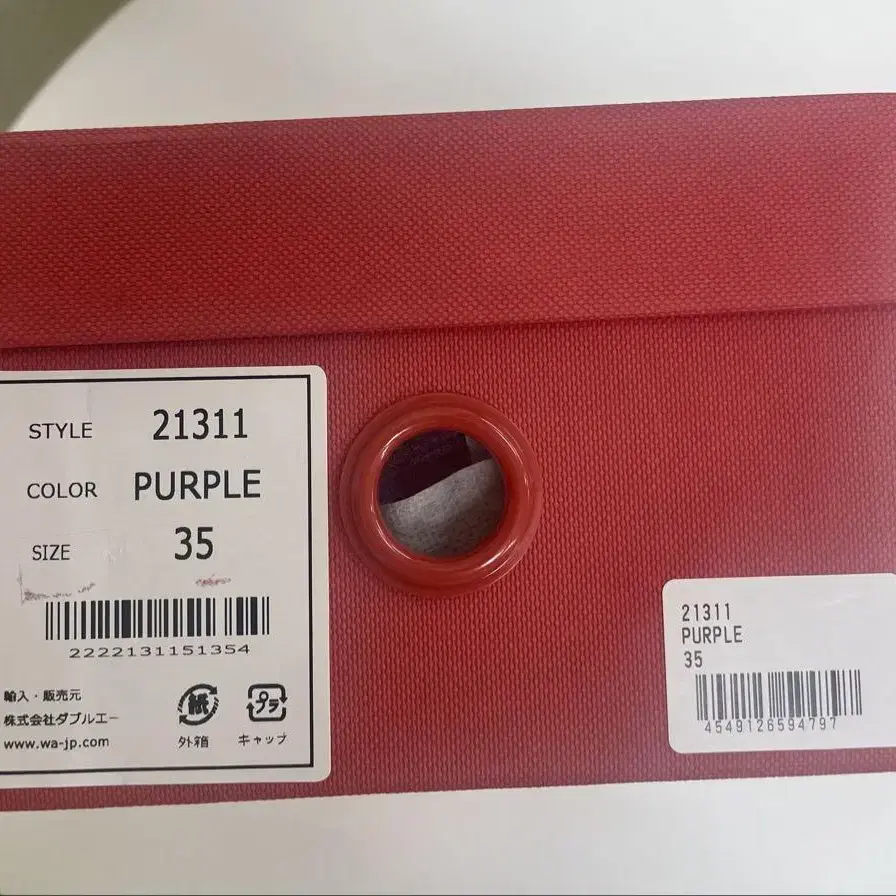 STYLE 21311
COLOR PURPLE
SIZE 35
2222131151354
輸入・販売元
株式会社ダブルエー
www.wa-jp.com
紙
外箱
プラ
キャップ
21311
PURPLE
35
4549126594797